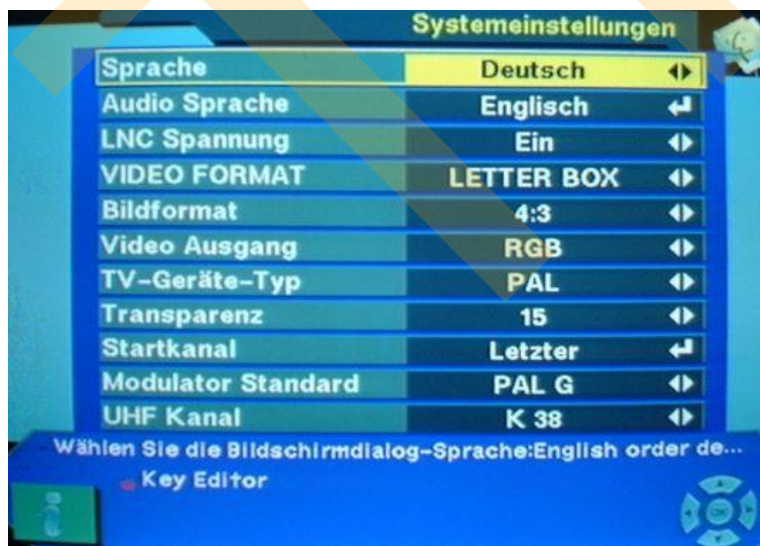 Systemeinstellungen
Sprache Deutsch
Audio Sprache Englisch
LNC Spannung Ein
VIDEO FORMAT LETTER BOX
Bildformat 4:3
Video Ausgang RGB
TV-Geräte-Typ PAL
Transparenz 15
Startkanal Letzter
Modulator Standard PAL G
UHF Kanal K 38
Wählen Sie die Bildschirmdialog-Sprache:English order de...
Key Editor
OK